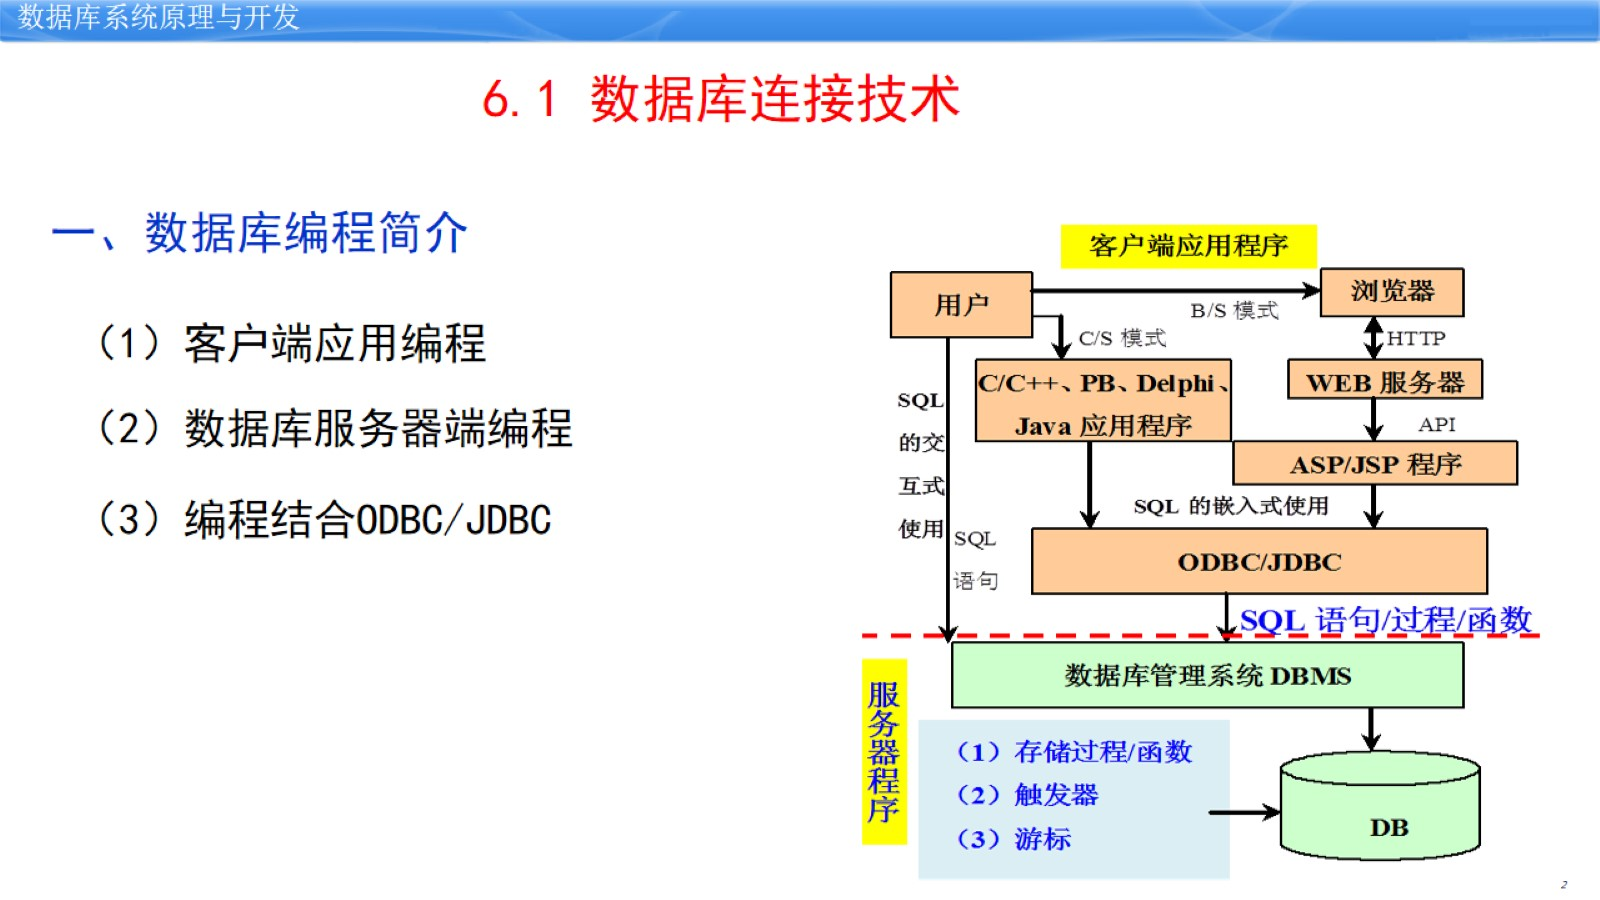 数据库系统原理与开发
6.1 数据库连接技术
一、数据库编程简介
（1）客户端应用编程
（2）数据库服务器端编程
（3）编程结合ODBC/JDBC
客户端应用程序
用户
浏览器
B/S 模式
C/S 模式
HTTP
C/C++、PB、Delphi、
Java 应用程序
WEB 服务器
API
ASP/JSP 程序
SQL
的交
互式
使用
SQL
语句
SQL 的嵌入式使用
ODBC/JDBC
SQL 语句/过程/函数
数据库管理系统 DBMS
服务器程序
（1）存储过程/函数
（2）触发器
（3）游标
DB
2